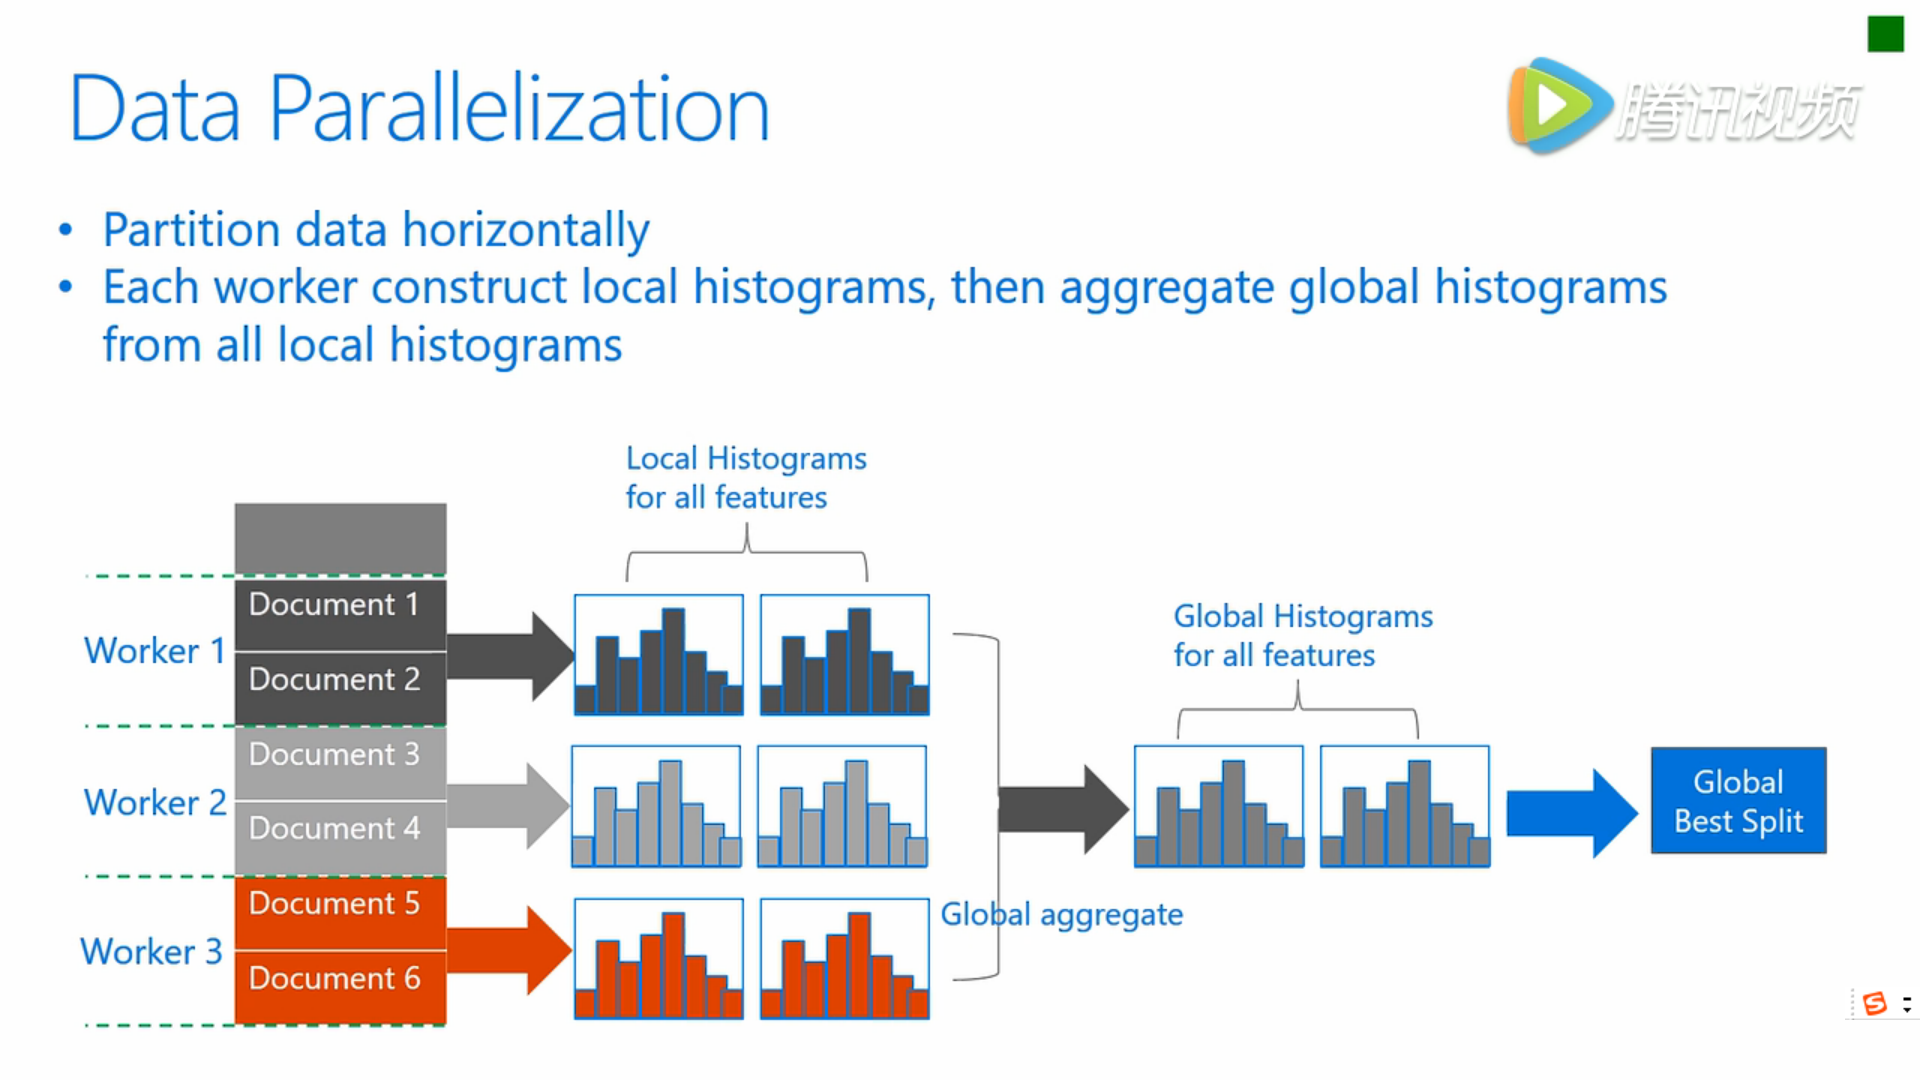 Data Parallelization
腾讯视频
• Partition data horizontally
• Each worker construct local histograms, then aggregate global histograms
from all local histograms
Local Histograms
for all features
Worker 1
Document 1
Document 2
Worker 2
Document 3
Document 4
Worker 3
Document 5
Document 6
Global aggregate
Global Histograms
for all features
Global
Best Split
S